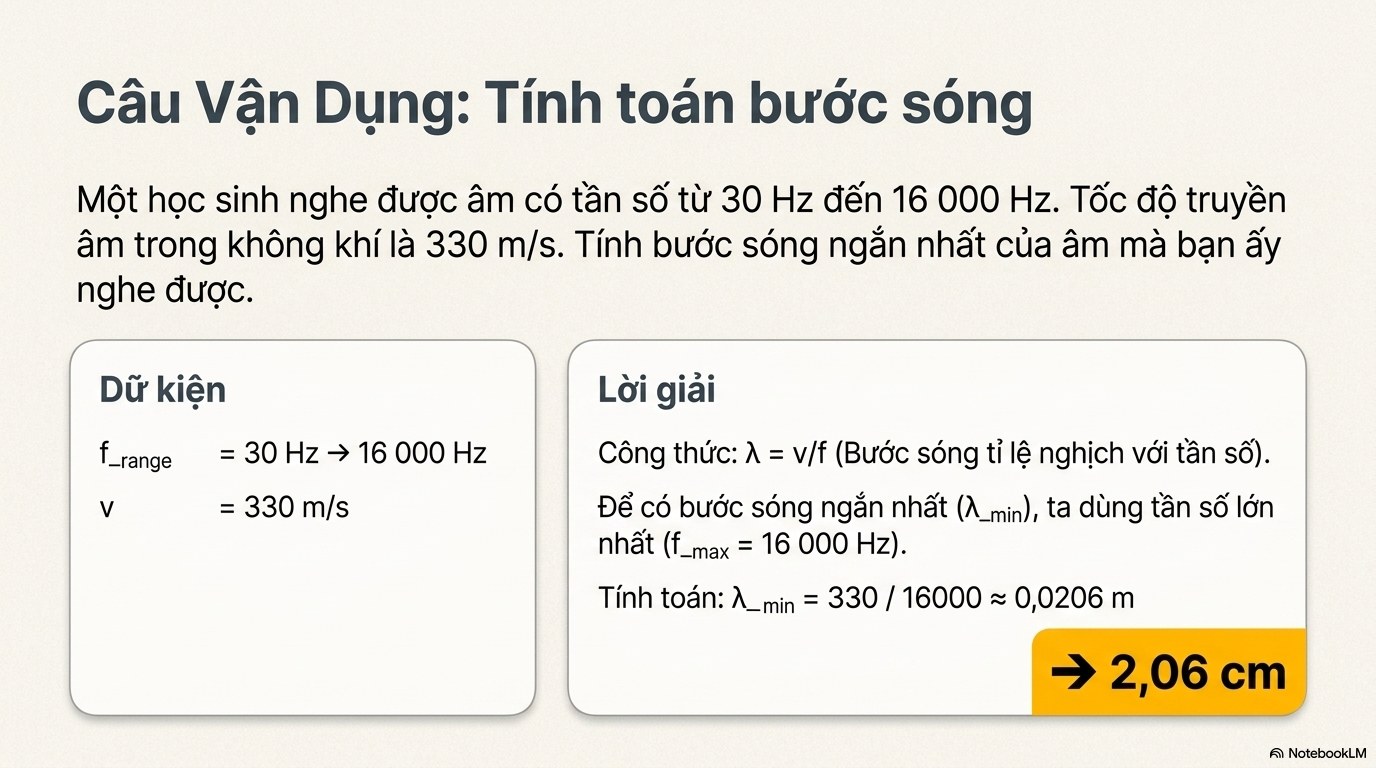 Câu Vận Dụng: Tính toán bước sóng
Một học sinh nghe được âm có tần số từ 30 Hz đến 16 000 Hz. Tốc độ truyền
âm trong không khí là 330 m/s. Tính bước sóng ngắn nhất của âm mà bạn ấy
nghe được.
Dữ kiện
f_range = 30 Hz → 16 000 Hz
v = 330 m/s
Lời giải
Công thức: λ = v/f (Bước sóng tỉ lệ nghịch với tần số).
Để có bước sóng ngắn nhất (λ_min), ta dùng tần số lớn
nhất (f_max = 16 000 Hz).
Tính toán: λ_min = 330 / 16000 ≈ 0,0206 m
→ 2,06 cm
NotebookLM